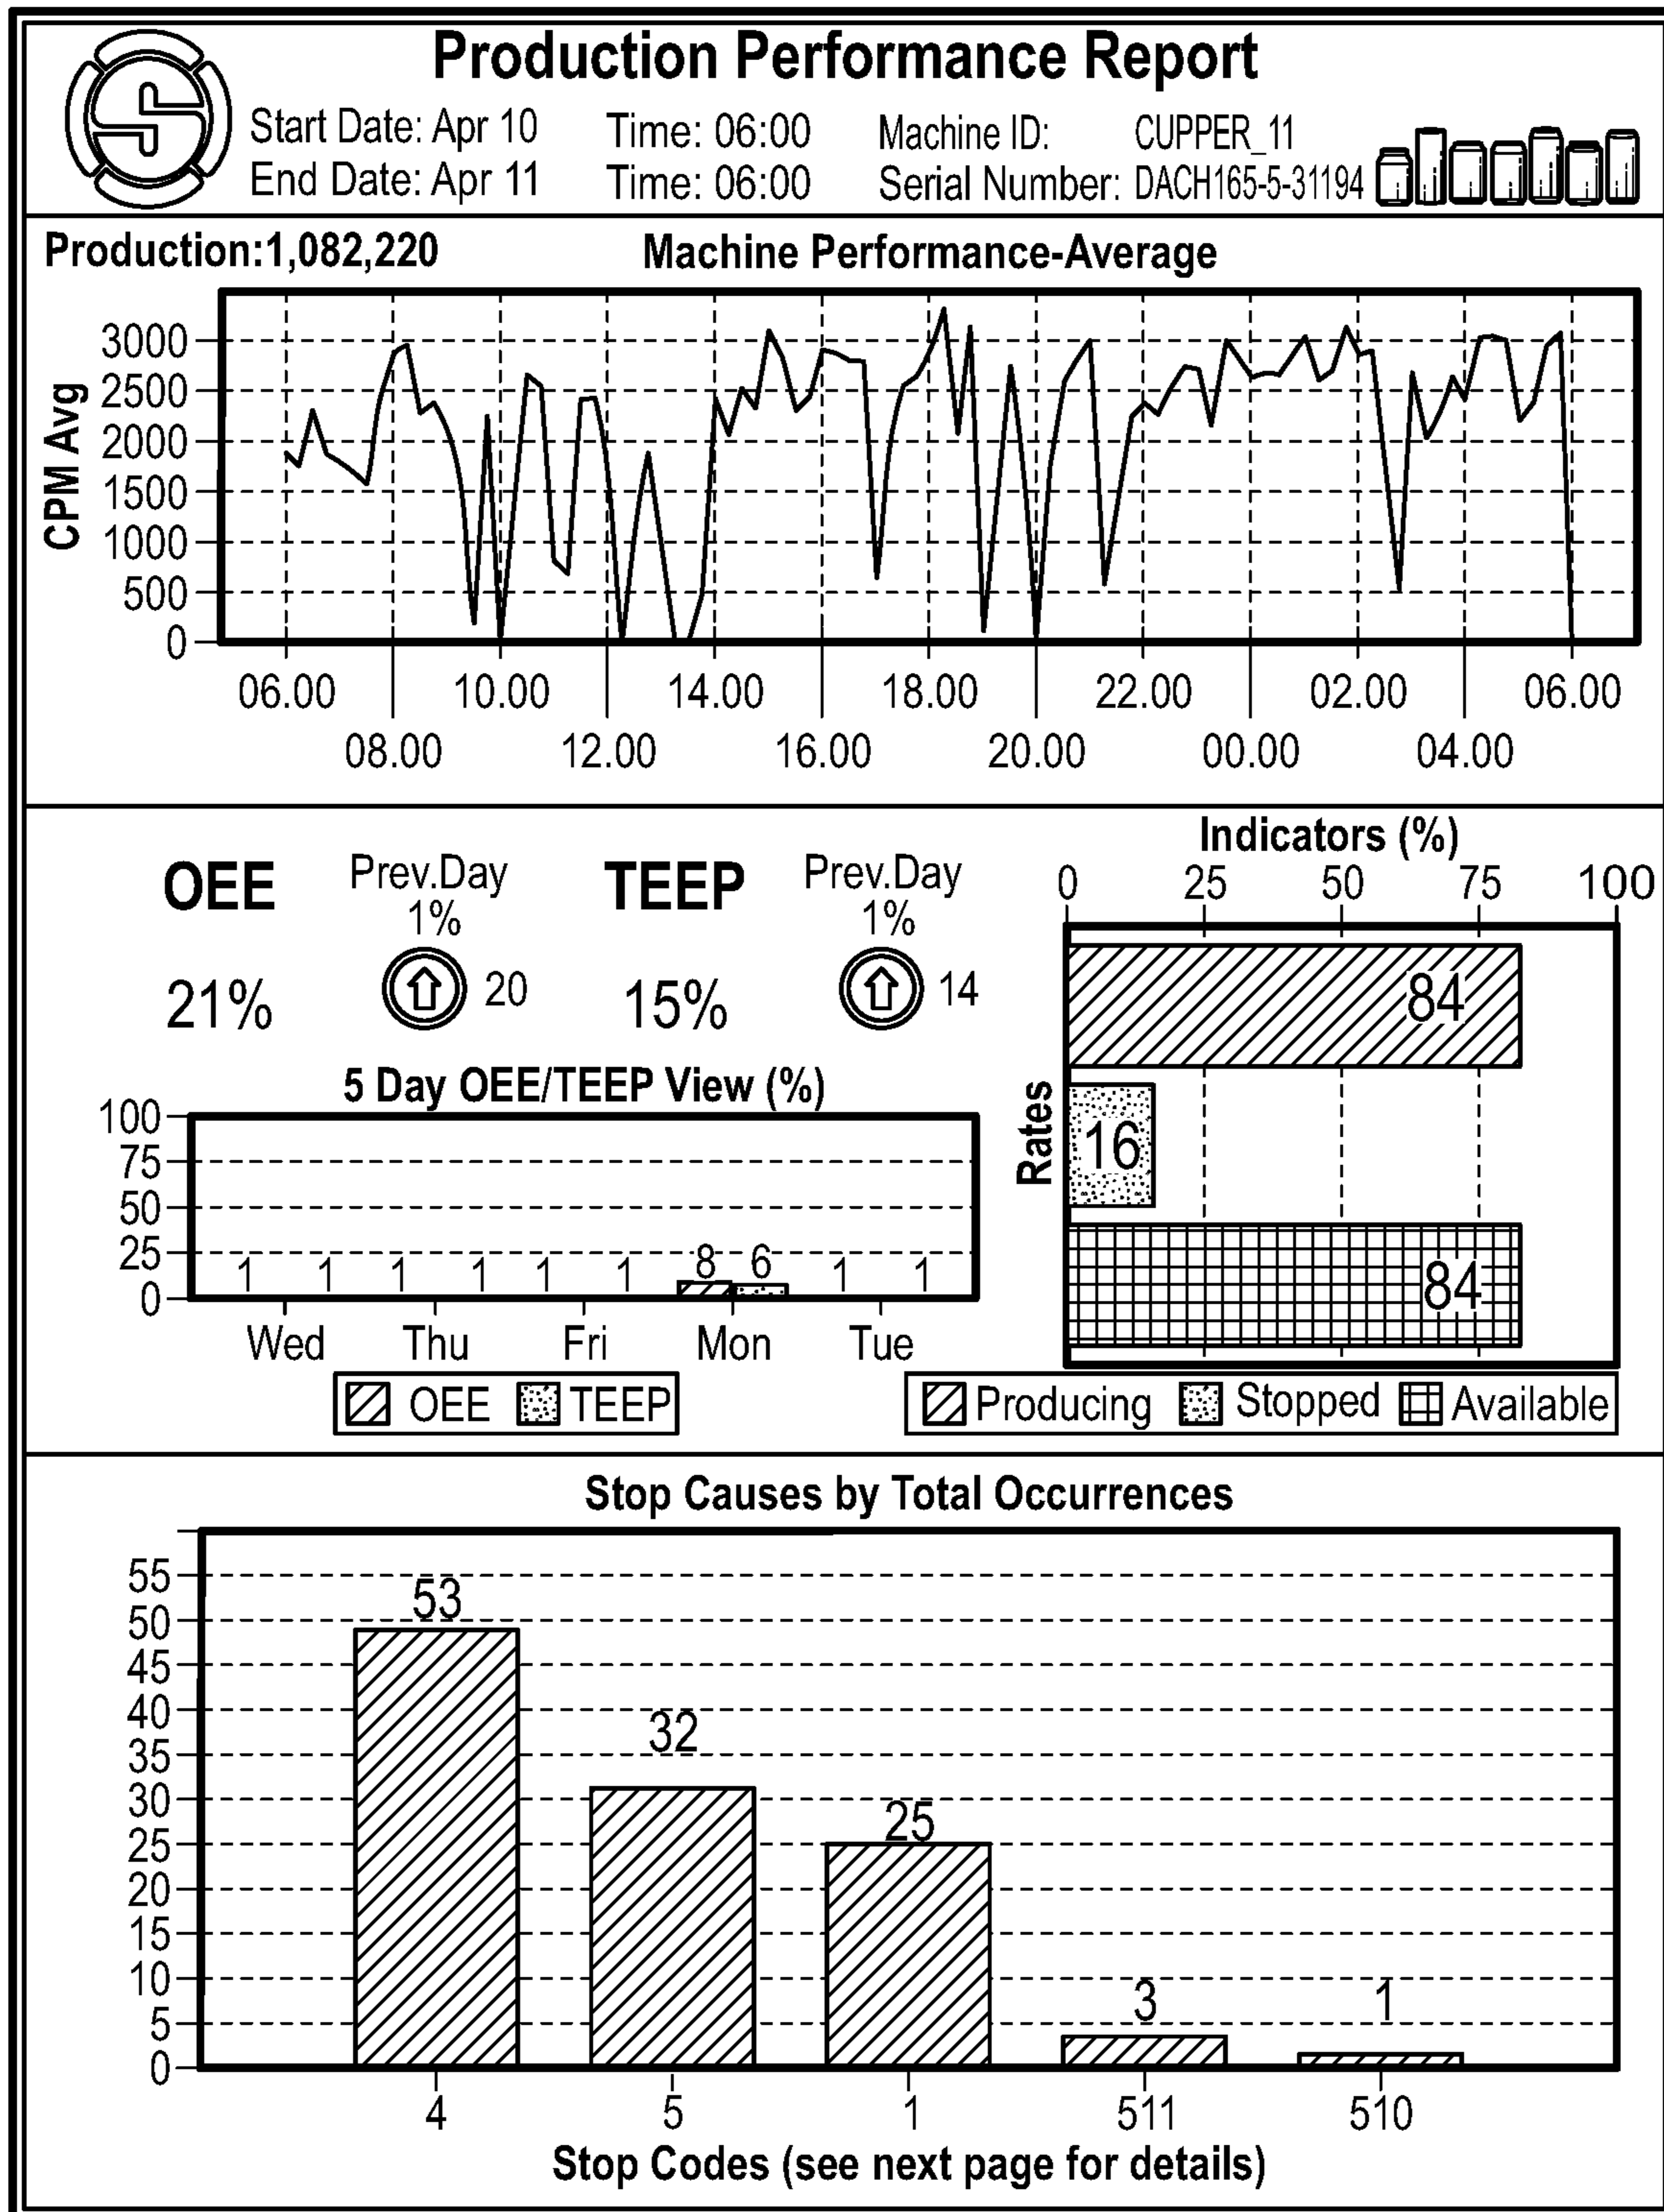 Production Performance Report
Start Date: Apr 10 Time: 06:00 Machine ID: CUPPER_11
End Date: Apr 11 Time: 06:00 Serial Number: DACH165-5-31194
Production:1,082,220 Machine Performance-Average
CPM Avg
3000
2500
2000
1500
1000
500
0
06.00 10.00 14.00 18.00 22.00 02.00 06.00
08.00 12.00 16.00 20.00 00.00 04.00
OEE Prev.Day TEEP Prev.Day
1% 1%
21% 20 15% 14
5 Day OEE/TEEP View (%)
100
75
50
25
0
1 1 1 1 1 1 8 6 1 1
Wed Thu Fri Mon Tue
OEE TEEP
Indicators (%)
0 25 50 75 100
Rates
84
16
84
Producing Stopped Available
Stop Causes by Total Occurrences
55
50
45
40
35
30
25
20
15
10
5
0
53
32
25
3
1
4 5 1 511 510
Stop Codes (see next page for details)